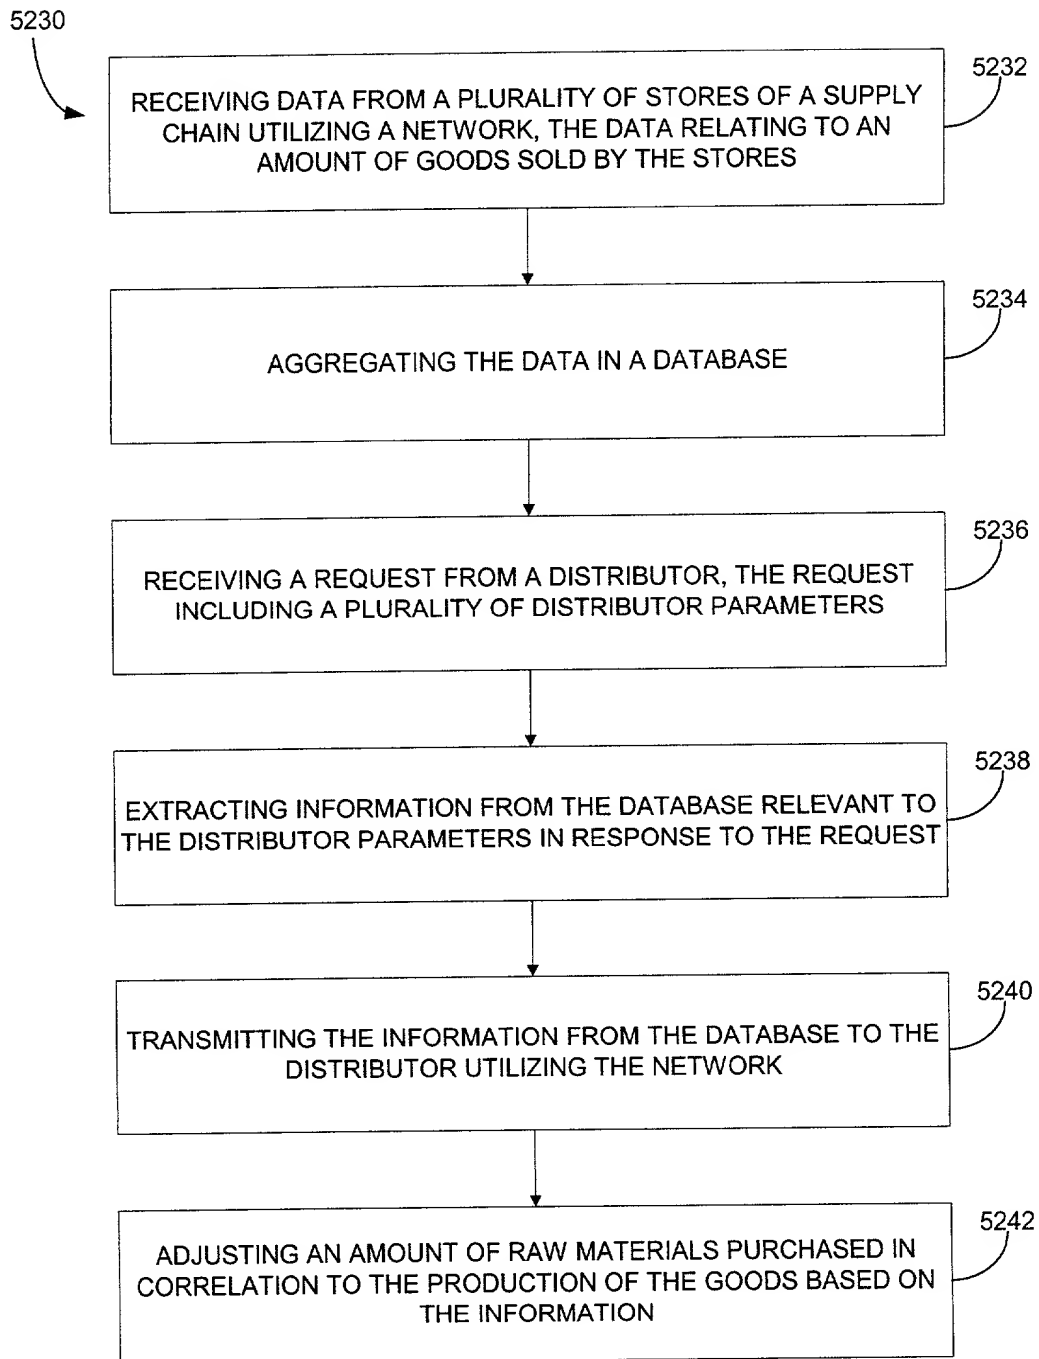 5230
5232
RECEIVING DATA FROM A PLURALITY OF STORES OF A SUPPLY
CHAIN UTILIZING A NETWORK, THE DATA RELATING TO AN
AMOUNT OF GOODS SOLD BY THE STORES
5234
AGGREGATING THE DATA IN A DATABASE
5236
RECEIVING A REQUEST FROM A DISTRIBUTOR, THE REQUEST
INCLUDING A PLURALITY OF DISTRIBUTOR PARAMETERS
5238
EXTRACTING INFORMATION FROM THE DATABASE RELEVANT TO
THE DISTRIBUTOR PARAMETERS IN RESPONSE TO THE REQUEST
5240
TRANSMITTING THE INFORMATION FROM THE DATABASE TO THE
DISTRIBUTOR UTILIZING THE NETWORK
5242
ADJUSTING AN AMOUNT OF RAW MATERIALS PURCHASED IN
CORRELATION TO THE PRODUCTION OF THE GOODS BASED ON
THE INFORMATION